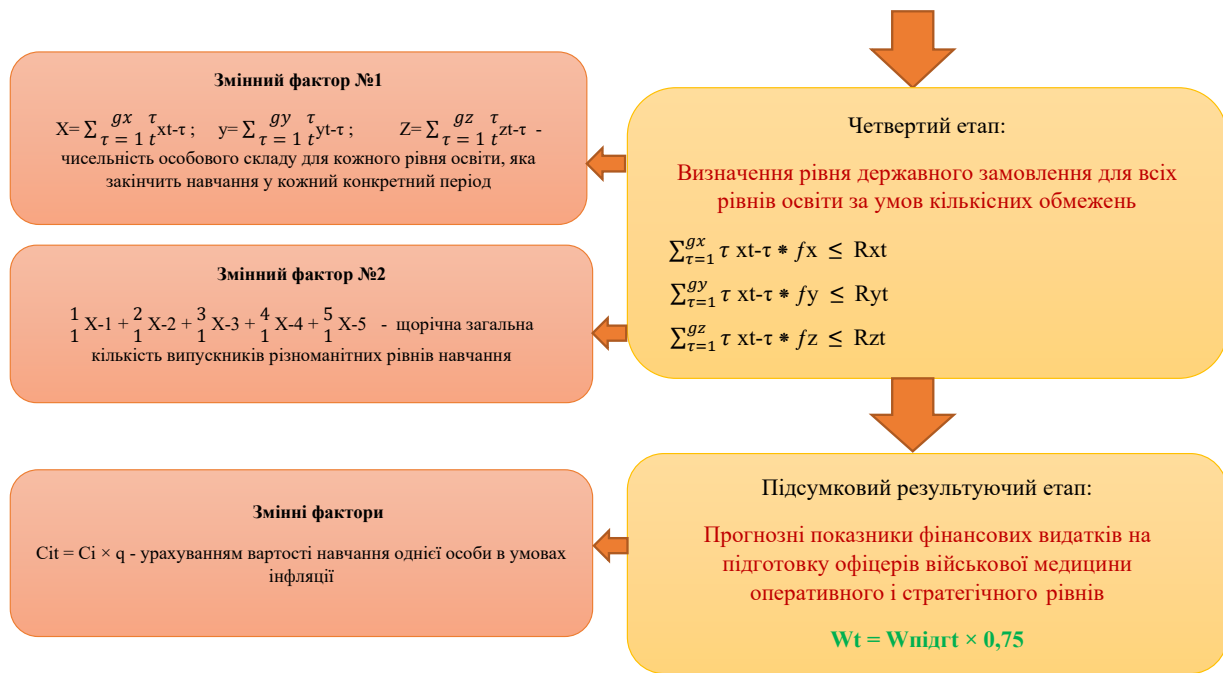 Змінний фактор №1
X= ∑ gx τ = 1 τ t xt-τ ; y= ∑ gy τ = 1 τ t yt-τ ; Z= ∑ gz τ = 1 τ t zt-τ -
чисельність особового складу для кожного рівня освіти, яка
закінчить навчання у кожний конкретний період
Змінний фактор №2
1/1 X-1 + 2/1 X-2 + 3/1 X-3 + 4/1 X-4 + 5/1 X-5 - щорічна загальна
кількість випускників різноманітних рівнів навчання
Четвертий етап:
Визначення рівня державного замовлення для всіх
рівнів освіти за умов кількісних обмежень
∑ gx τ=1 τ xt-τ * fx ≤ Rxt
∑ gy τ=1 τ xt-τ * fy ≤ Ryt
∑ gz τ=1 τ xt-τ * fz ≤ Rzt
Змінні фактори
Cit = Ci × q - урахуванням вартості навчання однієї особи в умовах
інфляції
Підсумковий результуючий етап:
Прогнозні показники фінансових видатків на
підготовку офіцерів військової медицини
оперативного і стратегічного рівнів
Wt = Wпідгt × 0,75